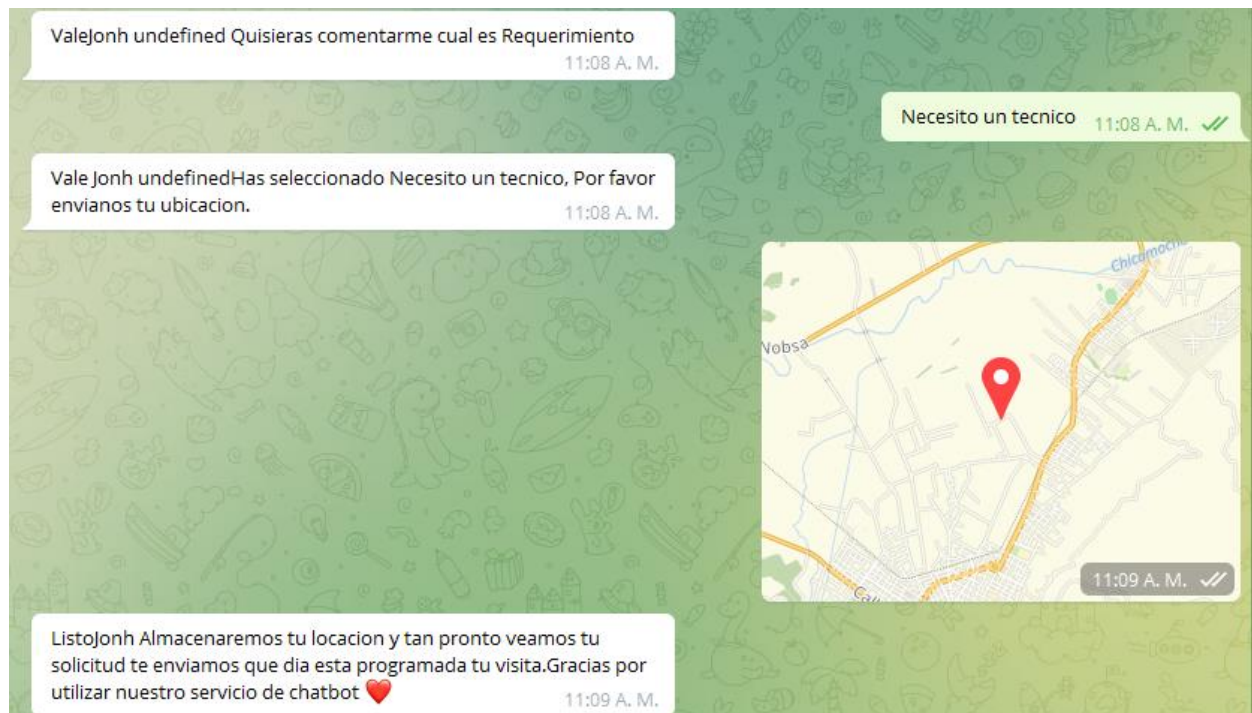 ValeJonh undefined Quisieras comentarme cual es Requerimiento
11:08 A. M.
Necesito un tecnico 11:08 A. M.
Vale Jonh undefinedHas seleccionado Necesito un tecnico, Por favor
envianos tu ubicacion.
11:08 A. M.
Chicamocha
Nobsa
11:09 A. M.
ListoJonh Almacenaremos tu locacion y tan pronto veamos tu
solicitud te enviamos que dia esta programada tu visita.Gracias por
utilizar nuestro servicio de chatbot ❤️
11:09 A. M.